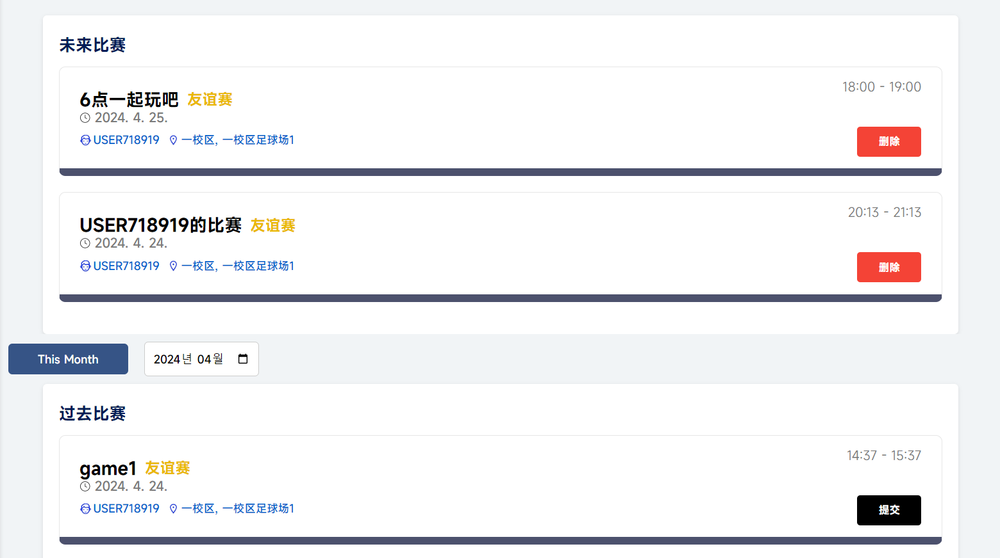 未来比赛
6点一起玩吧 友谊赛
18:00 - 19:00
2024. 4. 25.
USER718919 一校区, 一校区足球场1
删除
USER718919的比赛 友谊赛
20:13 - 21:13
2024. 4. 24.
USER718919 一校区, 一校区足球场1
删除
This Month 2024년 04월
过去比赛
game1 友谊赛
14:37 - 15:37
2024. 4. 24.
USER718919 一校区, 一校区足球场1
提交